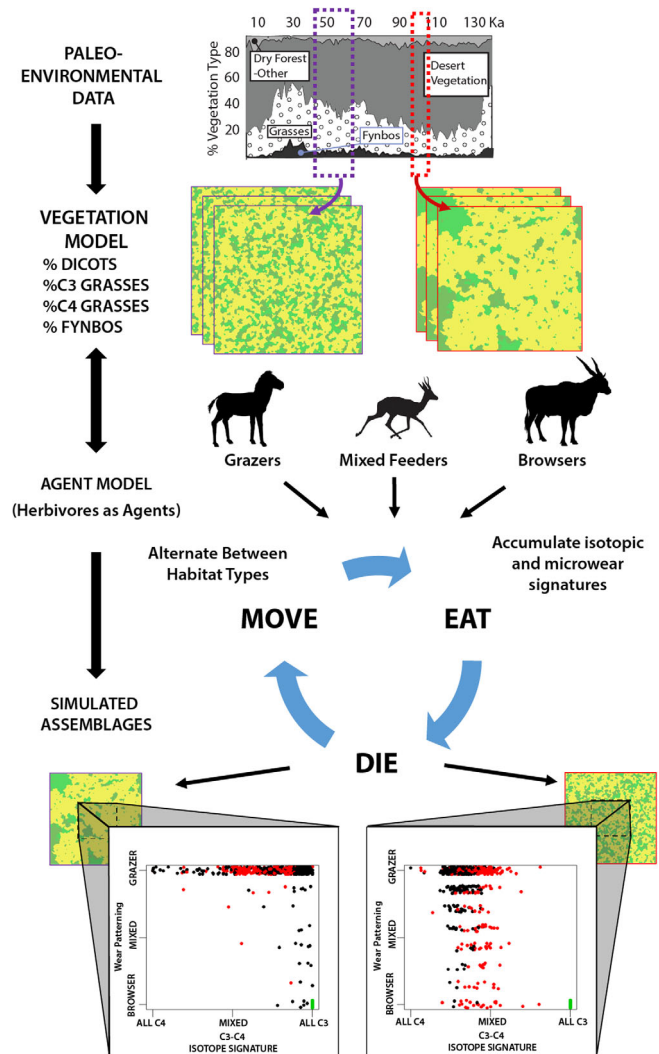 PALEO-
ENVIRONMENTAL
DATA
10 30 50 70 90 110 130 Ka
80
60
40
20
% Vegetation Type
Dry Forest
-Other
Desert
Vegetation
Grasses
Fynbos
VEGETATION
MODEL
% DICOTS
%C3 GRASSES
%C4 GRASSES
% FYNBOS
Grazers
Mixed Feeders
Browsers
AGENT MODEL
(Herbivores as Agents)
Alternate Between
Habitat Types
Accumulate isotopic
and microwear
signatures
MOVE
EAT
SIMULATED
ASSEMBLAGES
DIE
GRAZER
MIXED
BROWSER
Wear Patterning
ALL C4
MIXED
ALL C3
C3-C4
ISOTOPE SIGNATURE
GRAZER
MIXED
BROWSER
Wear Patterning
ALL C4
MIXED
ALL C3
C3-C4
ISOTOPE SIGNATURE